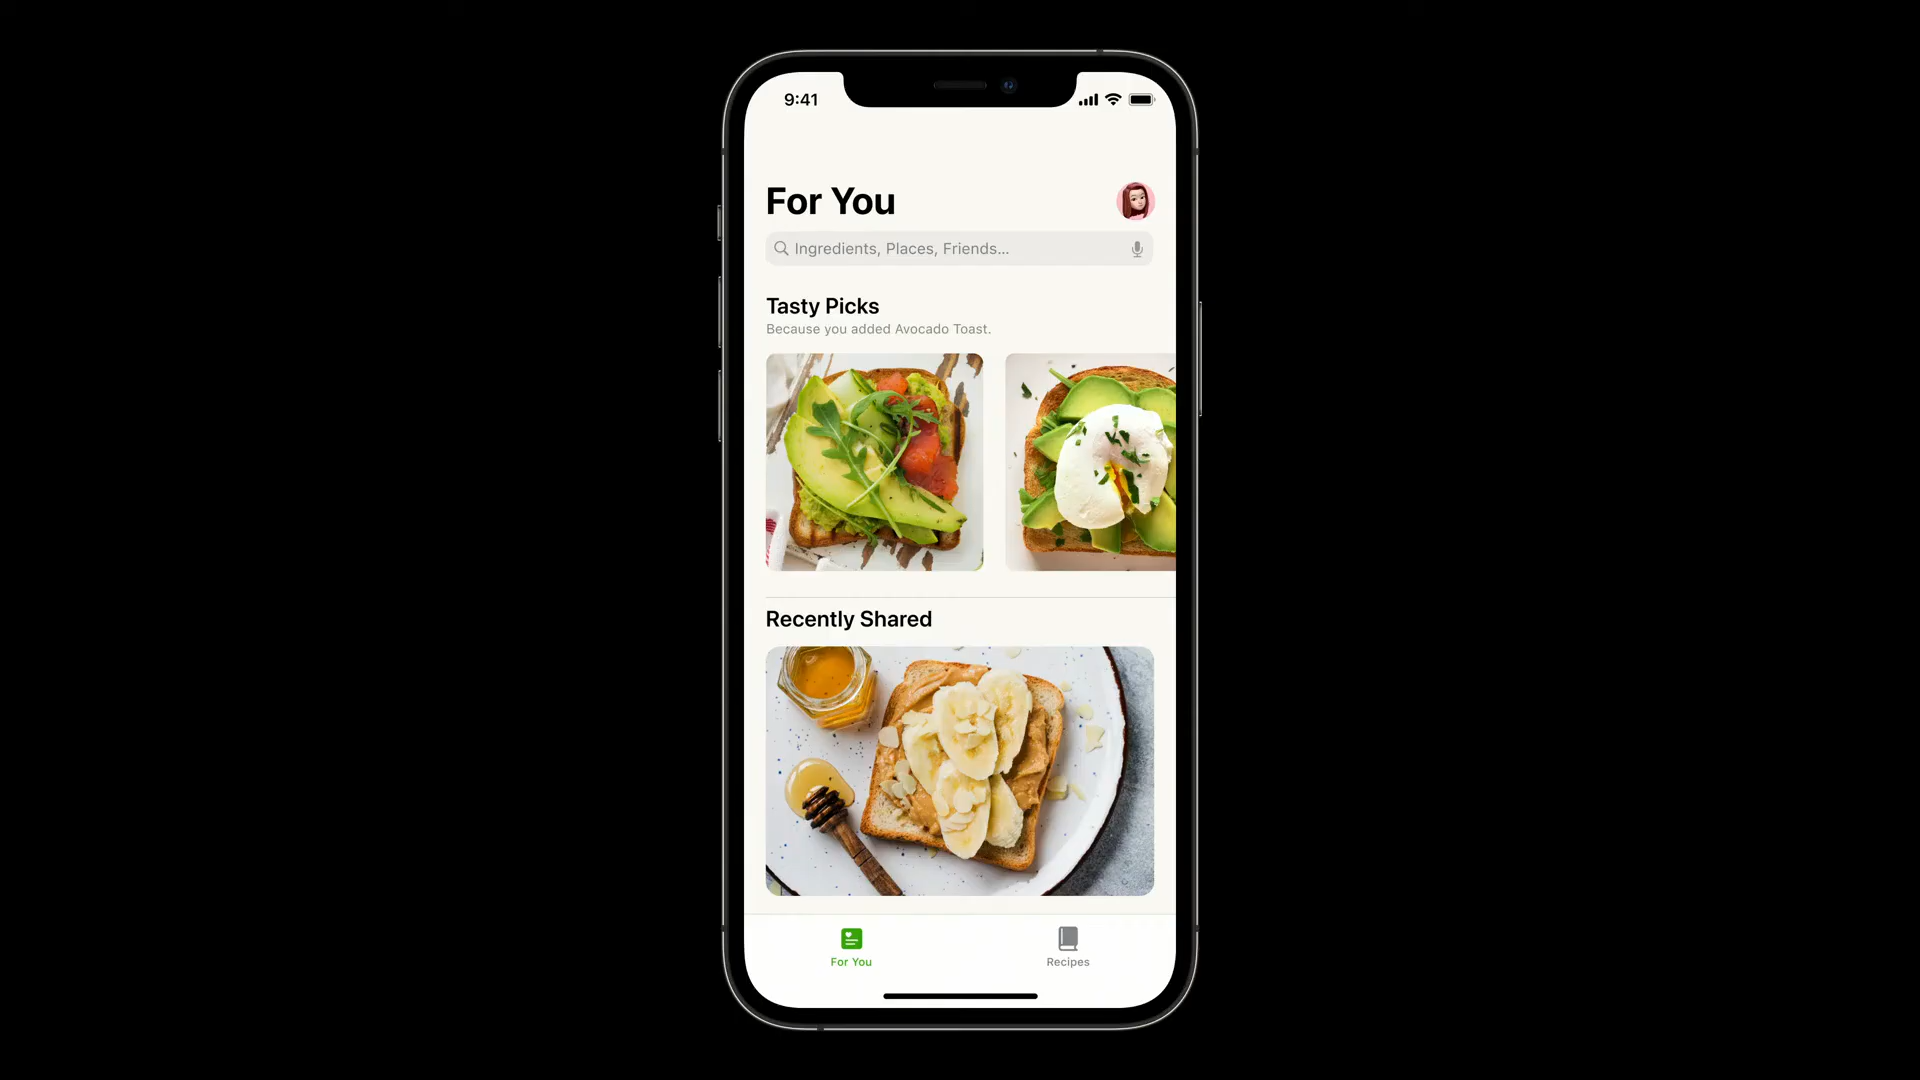 9:41
For You
Ingredients, Places, Friends...
Tasty Picks
Because you added Avocado Toast.
Recently Shared
For You
Recipes